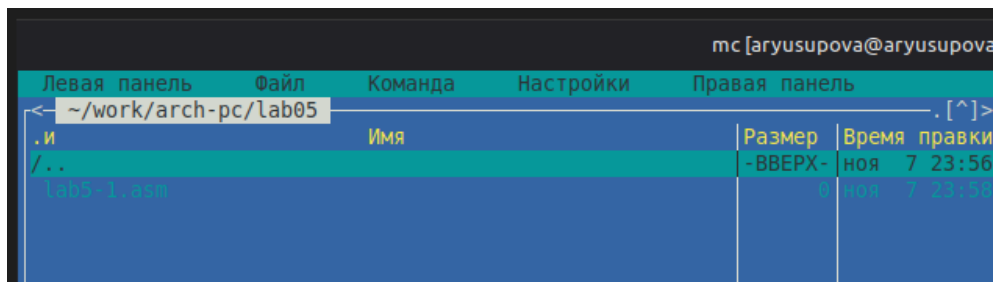 mc [aryusupova@aryusupova
Левая панель Файл Команда Настройки Правая панель
<- ~/work/arch-pc/lab05 .[^]>
.и Имя Размер Время правки
/.. -ВВЕРХ- ноя 7 23:56
lab5-1.asm 0 ноя 7 23:58